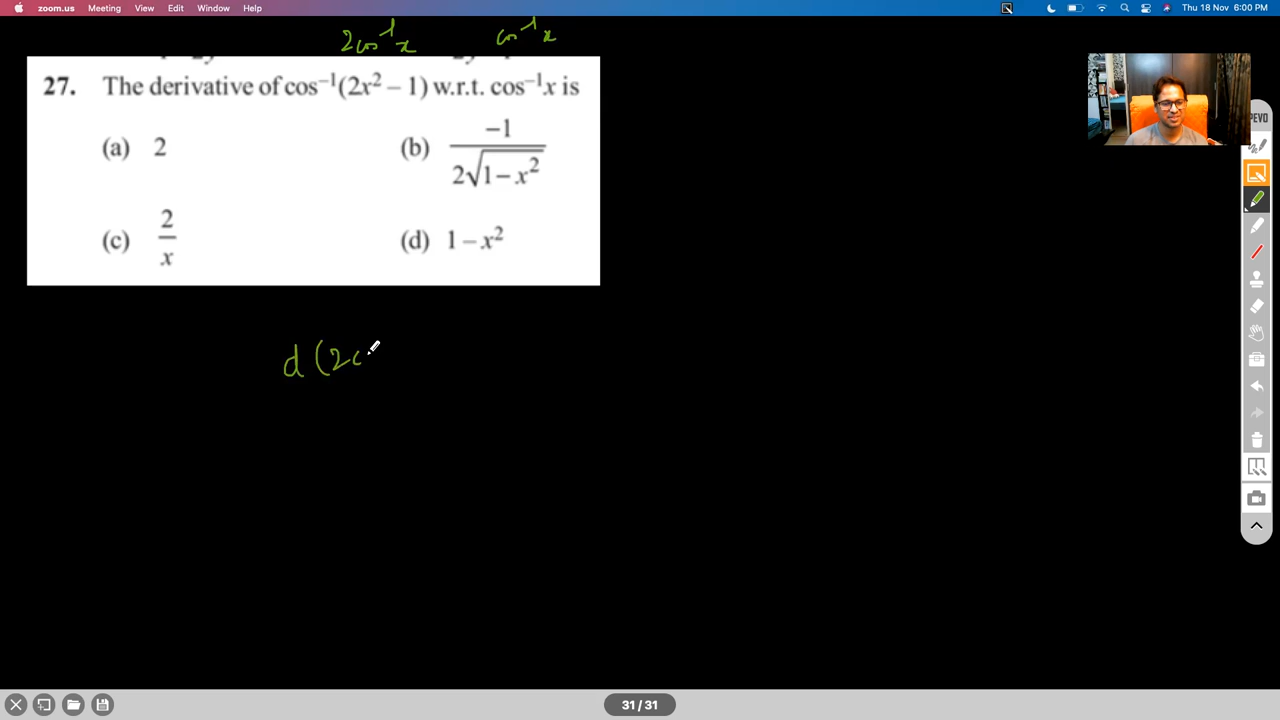 zoom.us Meeting View Edit Window Help Thu 18 Nov 6:00 PM
2cos⁻¹x cos⁻¹x
27. The derivative of cos⁻¹(2x² – 1) w.r.t. cos⁻¹x is
(a) 2 (b) –1 / 2√1 – x²
(c) 2 / x (d) 1 – x²
d (2c
31 / 31